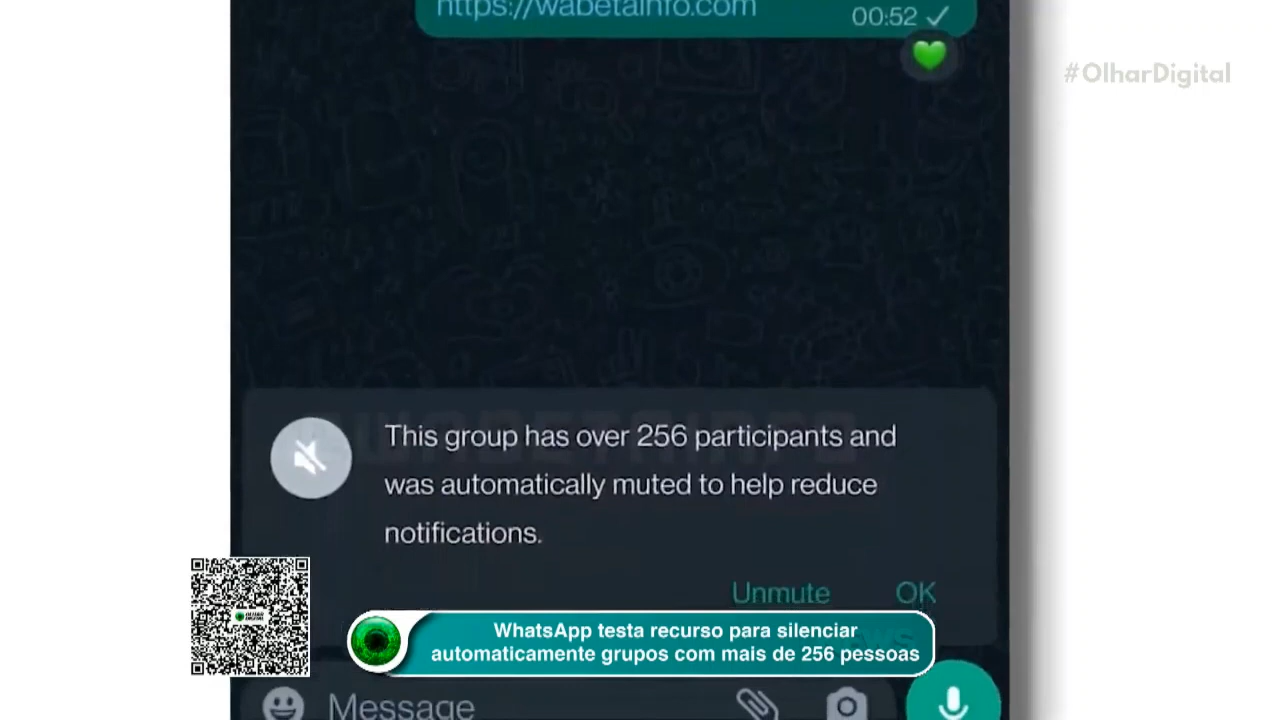 https://wabetainfo.com
00:52
#OlharDigital
This group has over 256 participants and
was automatically muted to help reduce
notifications.
Unmute OK
WhatsApp testa recurso para silenciar
automaticamente grupos com mais de 256 pessoas
Message